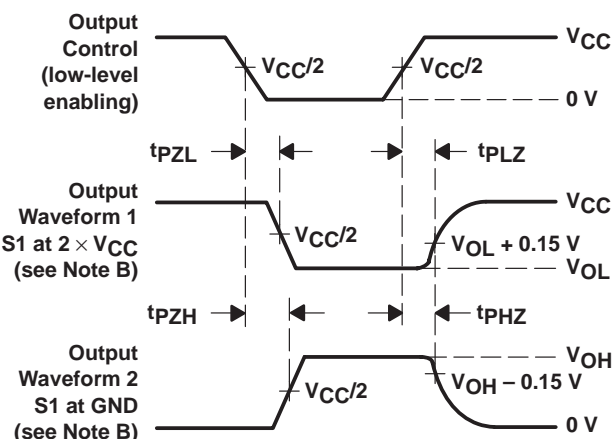 Output
Control
(low-level
enabling)
VCC
VCC/2
VCC/2
0 V
tPZL
tPLZ
Output
Waveform 1
S1 at 2 × VCC
(see Note B)
VCC
VCC/2
VOL + 0.15 V
VOL
tPZH
tPHZ
Output
Waveform 2
S1 at GND
(see Note B)
VOH
VCC/2
VOH − 0.15 V
0 V